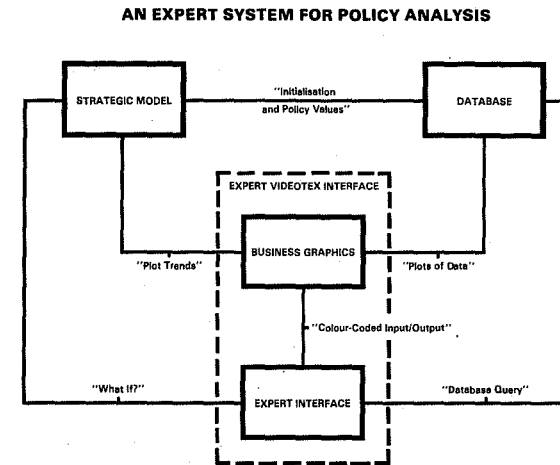 AN EXPERT SYSTEM FOR POLICY ANALYSIS
STRATEGIC MODEL
"Initialisation
and Policy Values"
DATABASE
EXPERT VIDEOTEX INTERFACE
BUSINESS GRAPHICS
"Plot Trends"
"Plots of Data"
"Colour-Coded Input/Output"
"What If?"
EXPERT INTERFACE
"Database Query"